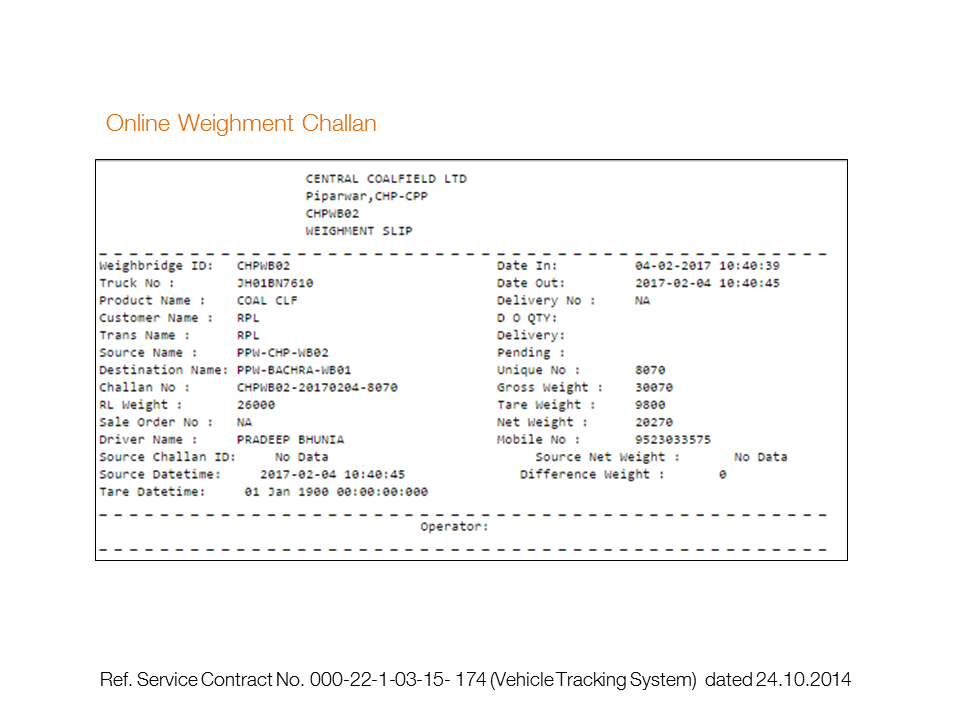 Online Weighment Challan
CENTRAL COALFIELD LTD
Piparwar,CHP-CPP
CHPWB02
WEIGHMENT SLIP
Weighbridge ID: CHPWB02 Date In: 04-02-2017 10:40:39
Truck No : JH01BN7610 Date Out: 2017-02-04 10:40:45
Product Name : COAL CLF Delivery No : NA
Customer Name : RPL D O QTY:
Trans Name : RPL Delivery:
Source Name : PPW-CHP-WB02 Pending :
Destination Name: PPW-BACHRA-WB01 Unique No : 8070
Challan No : CHPWB02-20170204-8070 Gross Weight : 30070
RL Weight : 26000 Tare Weight : 9800
Sale Order No : NA Net Weight : 20270
Driver Name : PRADEEP BHUNIA Mobile No : 9523033575
Source Challan ID: No Data Source Net Weight : No Data
Source Datetime: 2017-02-04 10:40:45 Difference Weight : 0
Tare Datetime: 01 Jan 1900 00:00:00:000
Operator:
Ref. Service Contract No. 000-22-1-03-15- 174 (Vehicle Tracking System) dated 24.10.2014